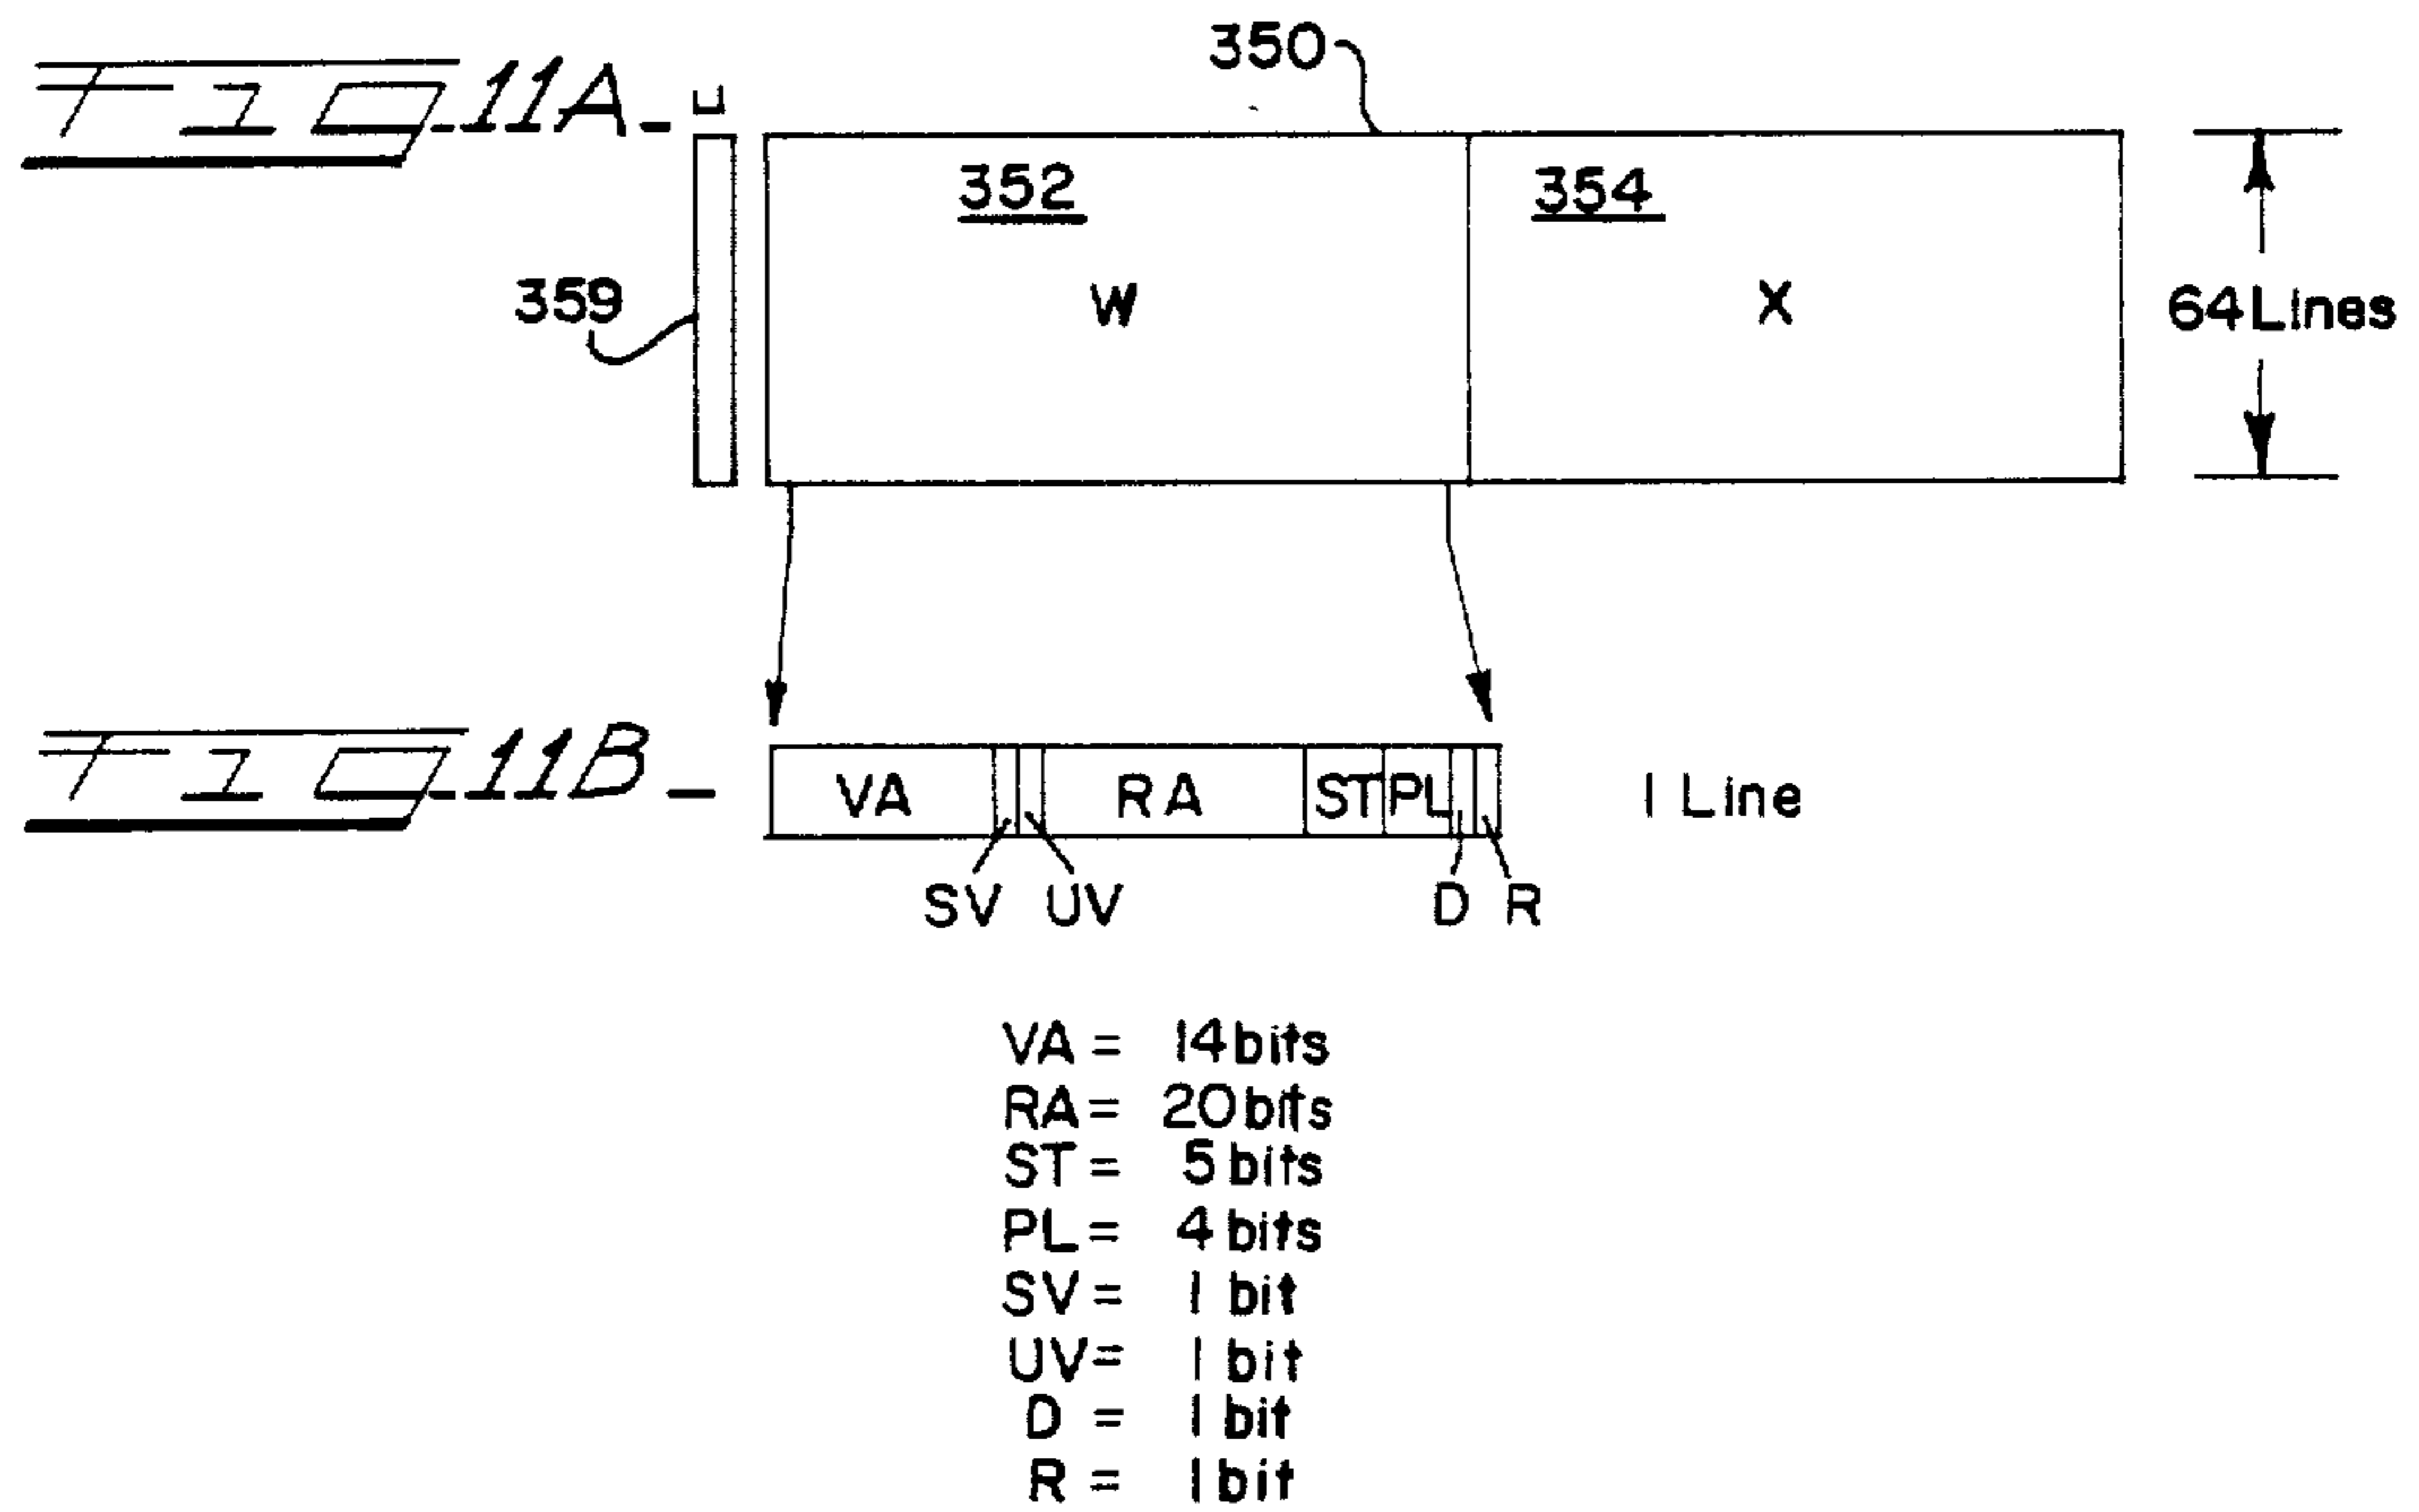 FIG. 11A
350
U
352
354
359
W
X
64 Lines
FIG. 11B
VA RA ST PL 1 Line
SV UV D R
VA = 14 bits
RA = 20 bits
ST = 5 bits
PL = 4 bits
SV = 1 bit
UV = 1 bit
D = 1 bit
R = 1 bit